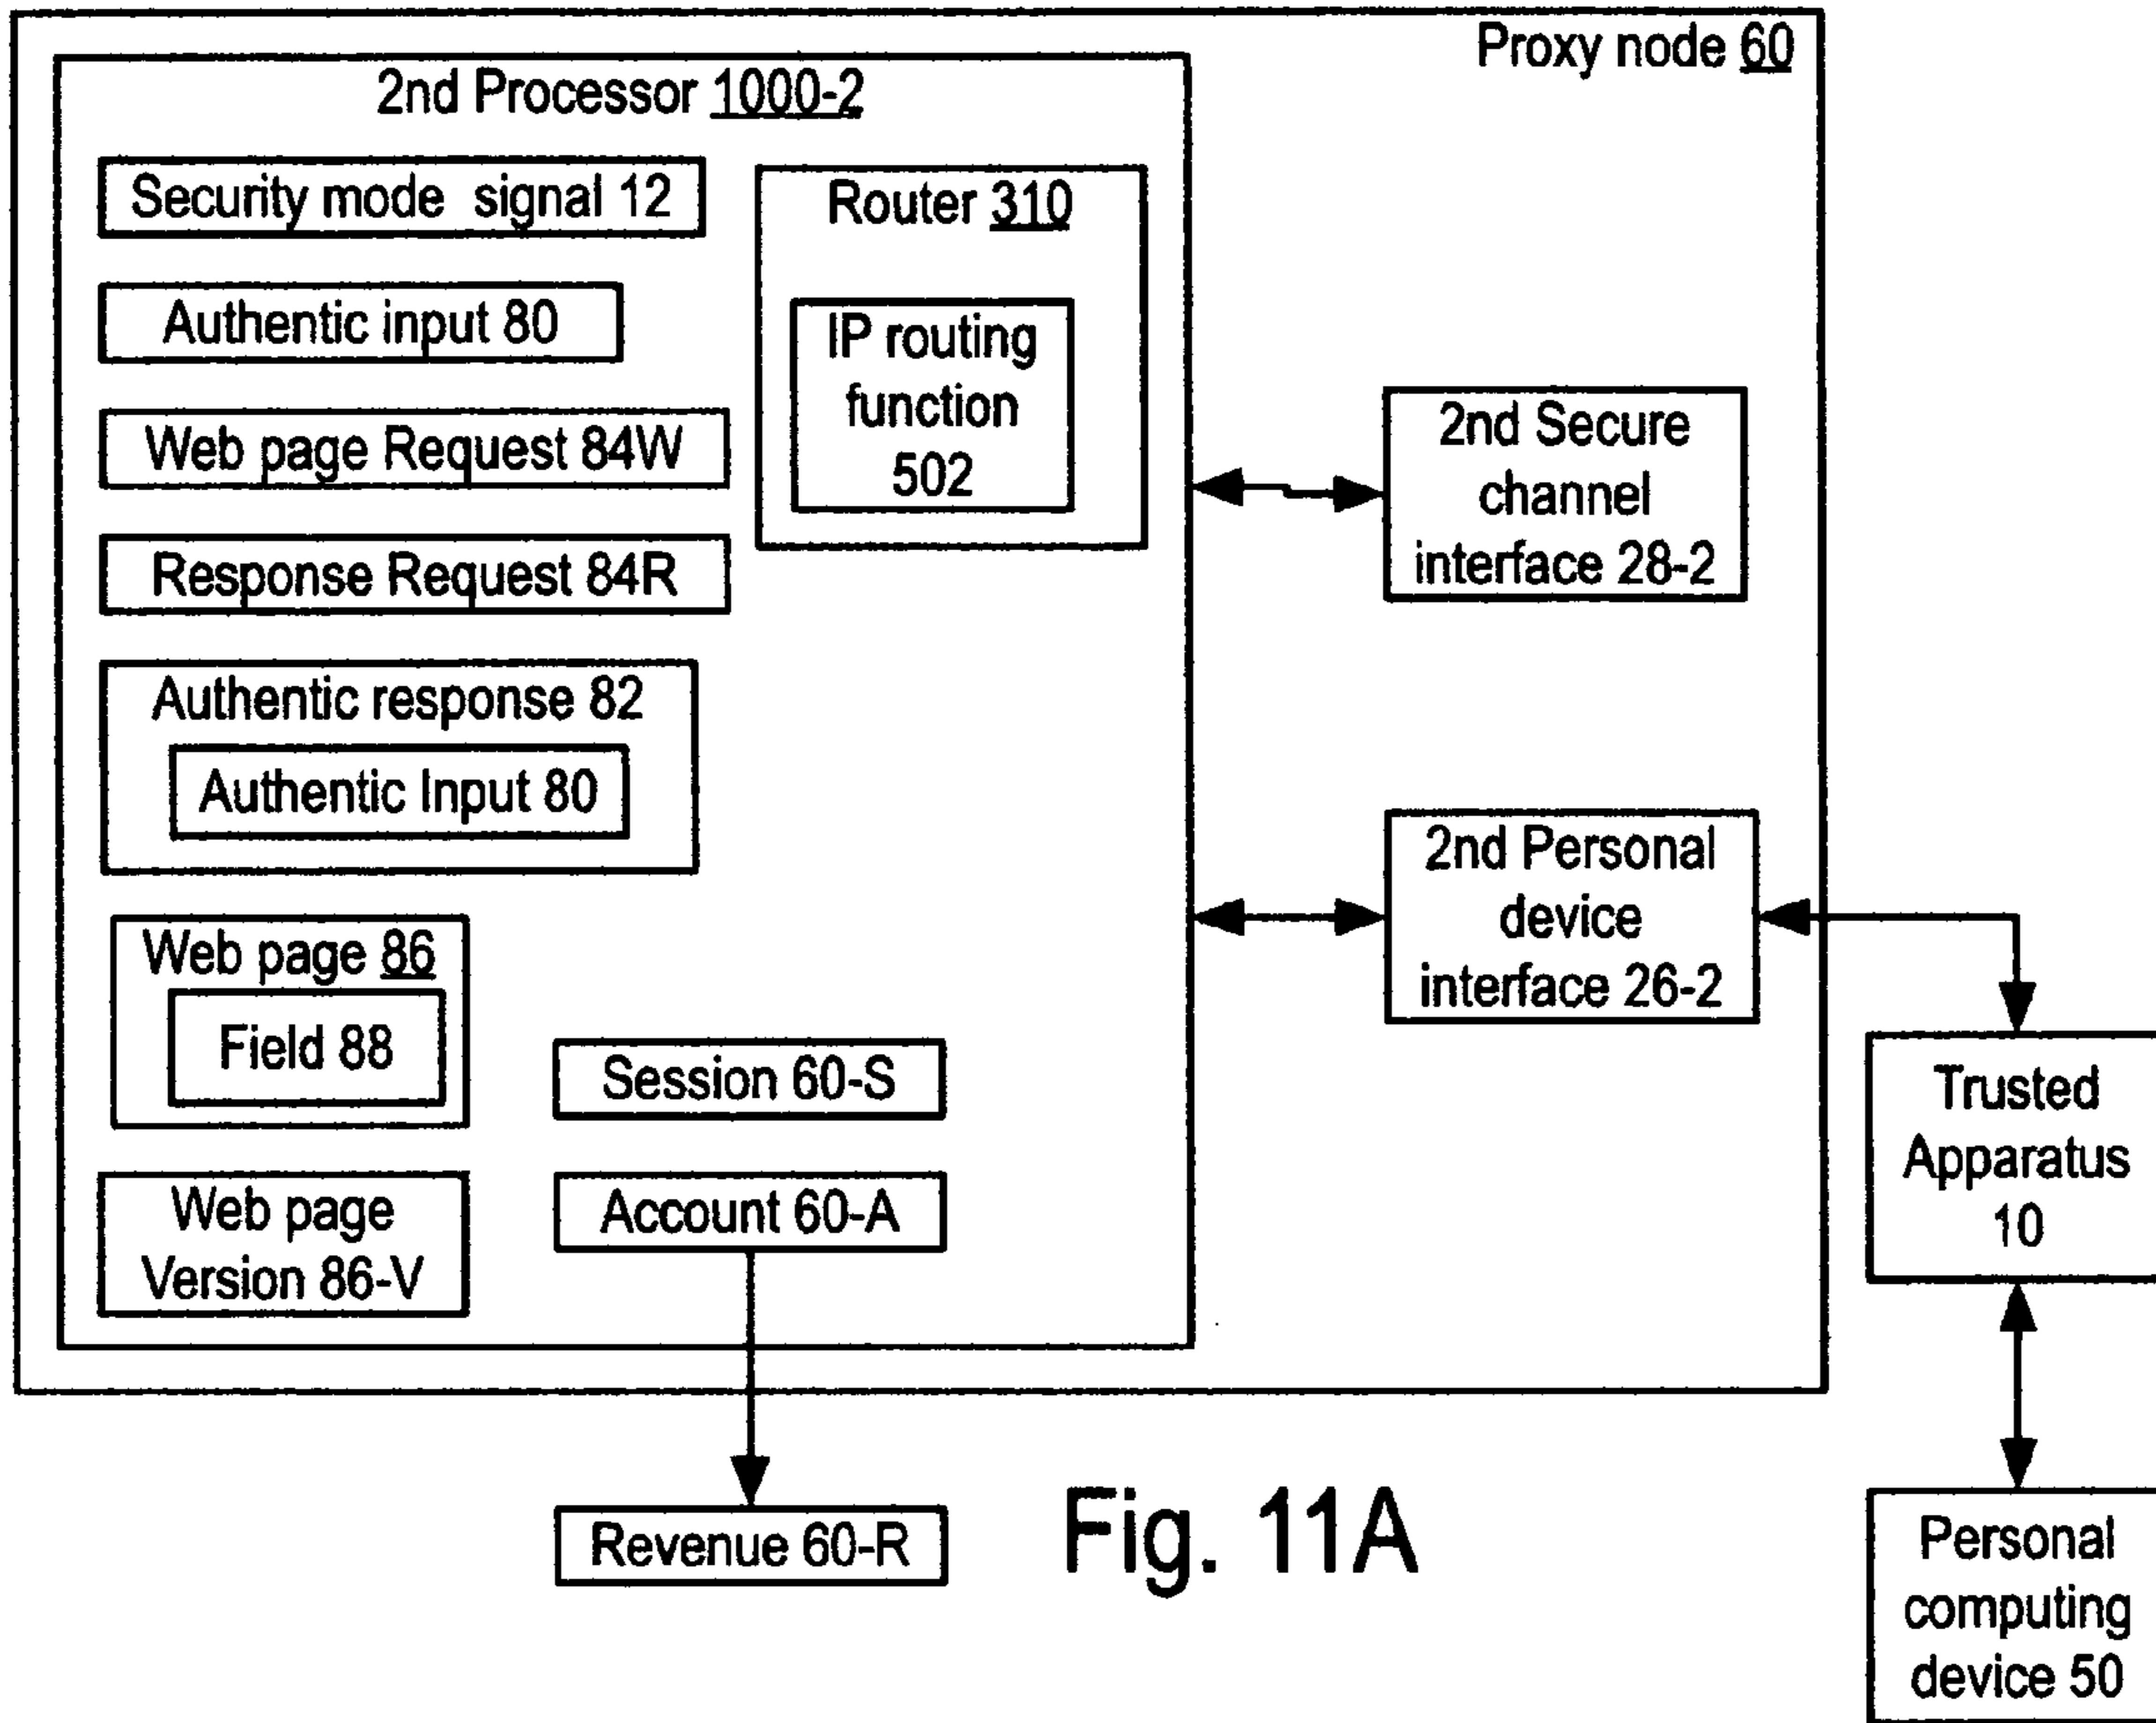 Proxy node 60
2nd Processor 1000-2
Security mode signal 12
Router 310
Authentic input 80
IP routing
function
502
Web page Request 84W
Response Request 84R
2nd Secure
channel
interface 28-2
Authentic response 82
Authentic Input 80
2nd Personal
device
interface 26-2
Web page 86
Field 88
Session 60-S
Trusted
Apparatus
10
Web page
Version 86-V
Account 60-A
Revenue 60-R
Fig. 11A
Personal
computing
device 50